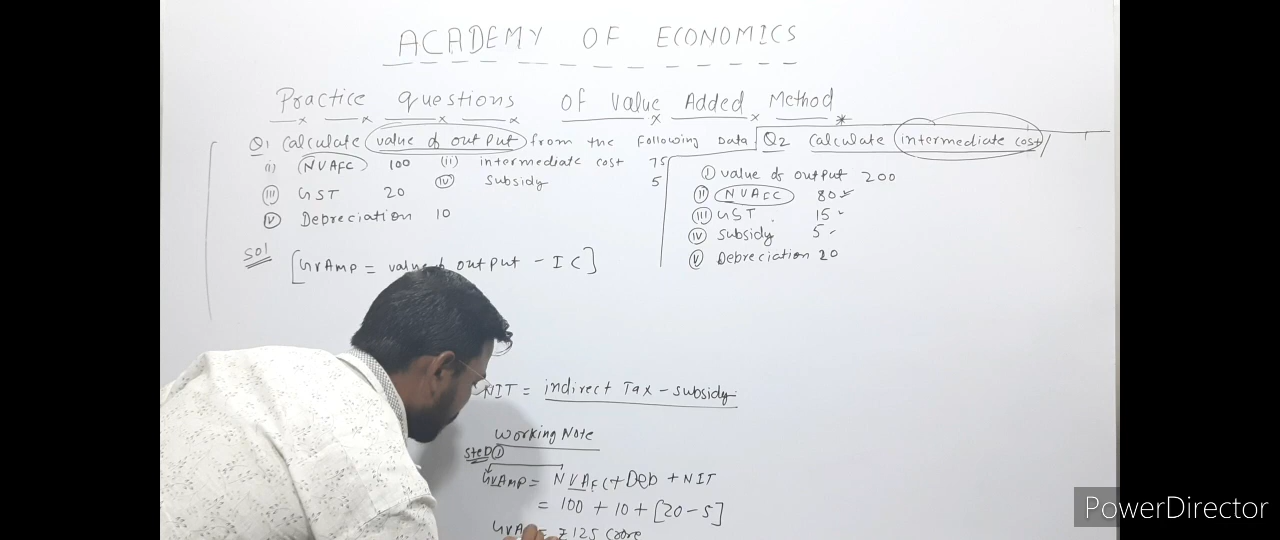 ACADEMY OF ECONOMICS
Practice questions of value Added Method
Q1 Calculate value of output from the following Data
(i) NVAFC 100 (ii) intermediate cost 75
(iii) GST 20 (iv) Subsidy 5
(v) Depreciation 10
Sol
[GVAMP = value of output - IC]
Q2 Calculate intermediate cost
(i) value of output 200
(ii) NVAFC 80
(iii) GST 15
(iv) Subsidy 5
(v) Depreciation 20
NIT = indirect Tax - subsidy
Working Note
Step (1)
GVAMP = NVAFC + Dep + NIT
= 100 + 10 + [20 - 5]
GVA = ₹125 Crore
PowerDirector